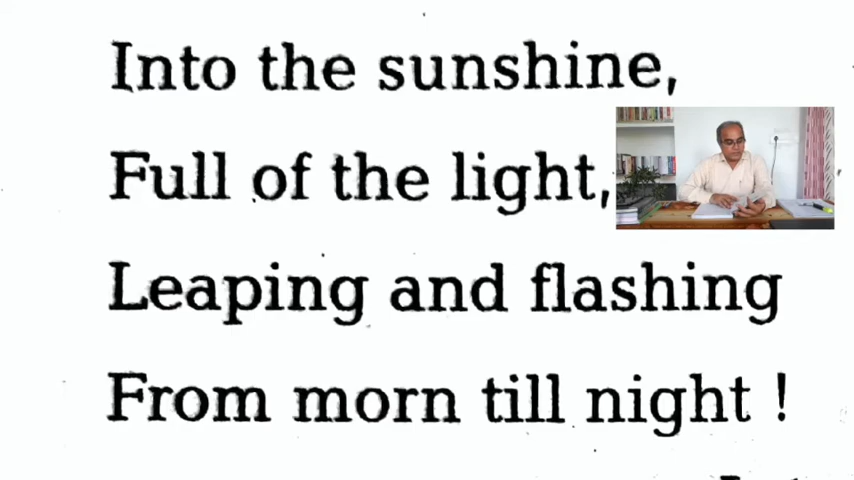 Into the sunshine,
Full of the light,
Leaping and flashing
From morn till night !